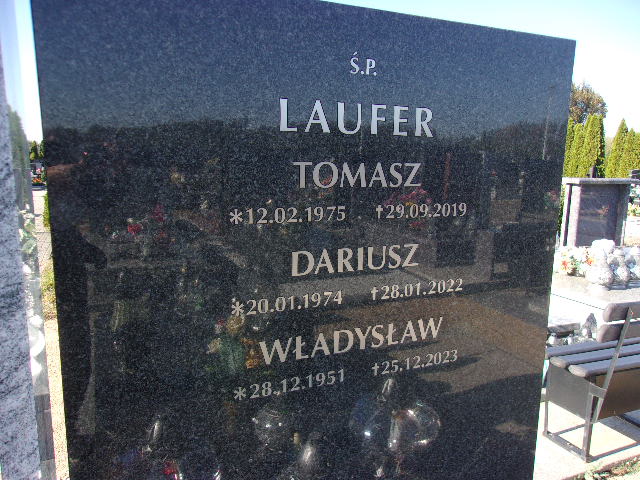 Ś.P.
LAUFER
TOMASZ
*12.02.1975 †29.09.2019
DARIUSZ
*20.01.1974 †28.01.2022
WŁADYSŁAW
*28.12.1951 †25.12.2023